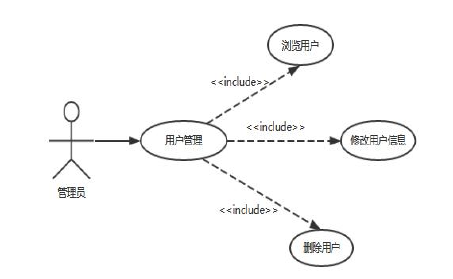 浏览用户
<<include>>
用户管理
<<include>>
修改用户信息
管理员
<<include>>
删除用户